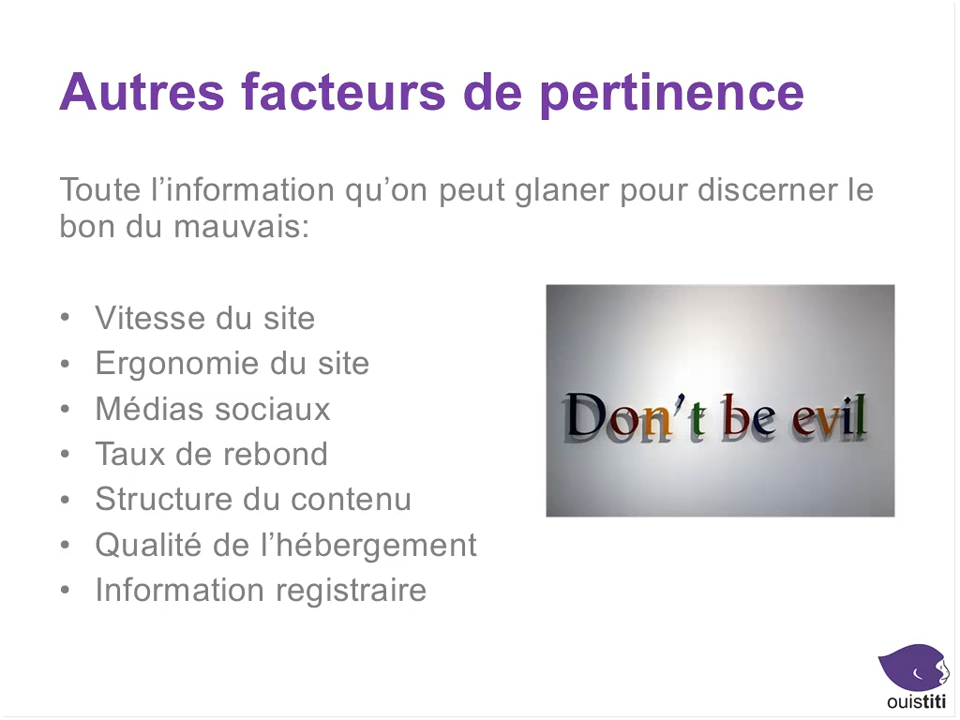 Autres facteurs de pertinence
Toute l’information qu’on peut glaner pour discerner le
bon du mauvais:
• Vitesse du site
• Ergonomie du site
• Médias sociaux
• Taux de rebond
• Structure du contenu
• Qualité de l’hébergement
• Information registraire
Don’t be evil
ouistiti